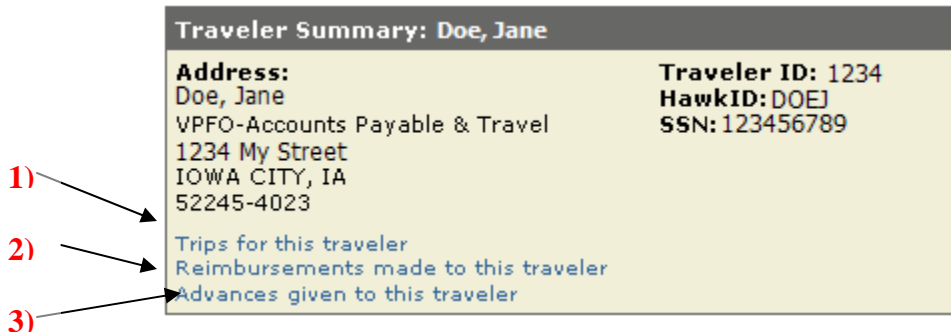 Traveler Summary: Doe, Jane
Address:
Doe, Jane
VPFO-Accounts Payable & Travel
1234 My Street
IOWA CITY, IA
52245-4023
Traveler ID: 1234
HawkID: DOEJ
SSN: 123456789
1)
Trips for this traveler
2)
Reimbursements made to this traveler
3)
Advances given to this traveler